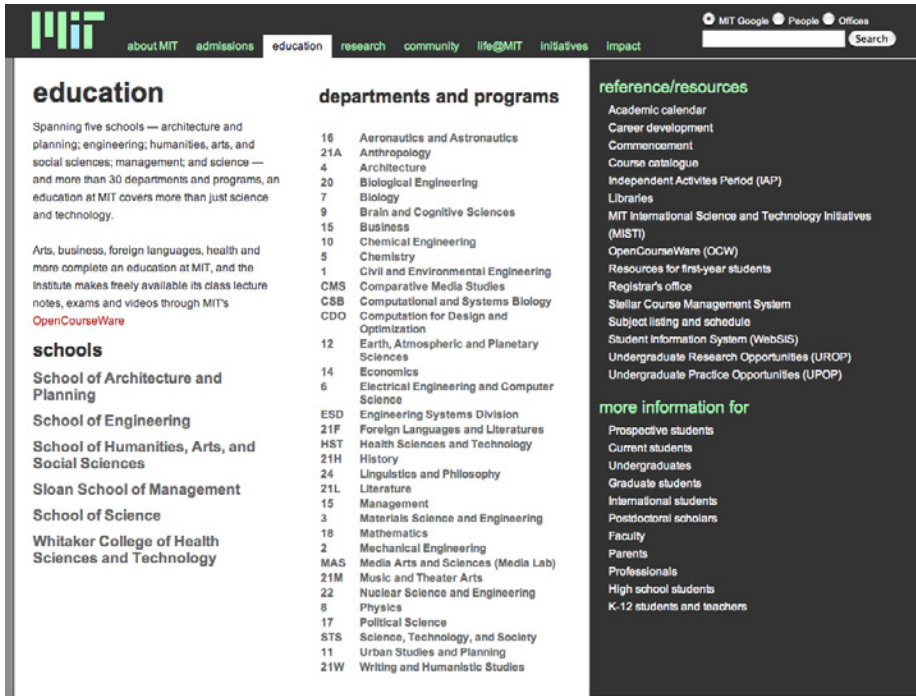 MIT
MIT Google People Offices
Search
about MIT admissions education research community life@MIT initiatives impact
education
Spanning five schools — architecture and
planning; engineering; humanities, arts, and
social sciences; management; and science —
and more than 30 departments and programs, an
education at MIT covers more than just science
and technology.
Arts, business, foreign languages, health and
more complete an education at MIT, and the
Institute makes freely available its class lecture
notes, exams and videos through MIT's
OpenCourseWare
schools
School of Architecture and
Planning
School of Engineering
School of Humanities, Arts, and
Social Sciences
Sloan School of Management
School of Science
Whitaker College of Health
Sciences and Technology
departments and programs
16 Aeronautics and Astronautics
21A Anthropology
4 Architecture
20 Biological Engineering
7 Biology
9 Brain and Cognitive Sciences
15 Business
10 Chemical Engineering
5 Chemistry
1 Civil and Environmental Engineering
CMS Comparative Media Studies
CSB Computational and Systems Biology
CDO Computation for Design and
Optimization
12 Earth, Atmospheric and Planetary
Sciences
14 Economics
6 Electrical Engineering and Computer
Science
ESD Engineering Systems Division
21F Foreign Languages and Literatures
HST Health Sciences and Technology
21H History
24 Linguistics and Philosophy
21L Literature
15 Management
3 Materials Science and Engineering
18 Mathematics
2 Mechanical Engineering
MAS Media Arts and Sciences (Media Lab)
21M Music and Theater Arts
22 Nuclear Science and Engineering
8 Physics
17 Political Science
STS Science, Technology, and Society
11 Urban Studies and Planning
21W Writing and Humanistic Studies
reference/resources
Academic calendar
Career development
Commencement
Course catalogue
Independent Activites Period (IAP)
Libraries
MIT International Science and Technology Initiatives
(MISTI)
OpenCourseWare (OCW)
Resources for first-year students
Registrar's office
Stellar Course Management System
Subject listing and schedule
Student Information System (WebSIS)
Undergraduate Research Opportunities (UROP)
Undergraduate Practice Opportunities (UPOP)
more information for
Prospective students
Current students
Undergraduates
Graduate students
International students
Postdoctoral scholars
Faculty
Parents
Professionals
High school students
K-12 students and teachers